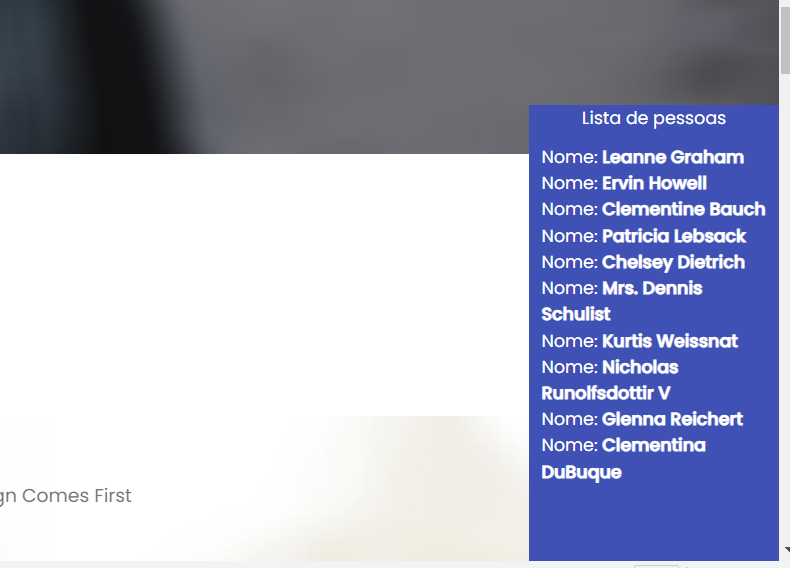 Lista de pessoas
Nome: Leanne Graham
Nome: Ervin Howell
Nome: Clementine Bauch
Nome: Patricia Lebsack
Nome: Chelsey Dietrich
Nome: Mrs. Dennis
Schulist
Nome: Kurtis Weissnat
Nome: Nicholas
Runolfsdottir V
Nome: Glenna Reichert
Nome: Clementina
DuBuque
gn Comes First